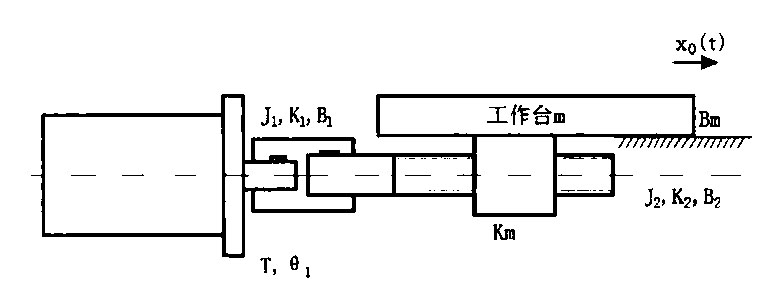 x₀(t)
J₁, K₁, B₁
工作台m
Bm
J₂, K₂, B₂
Km
T, θ₁